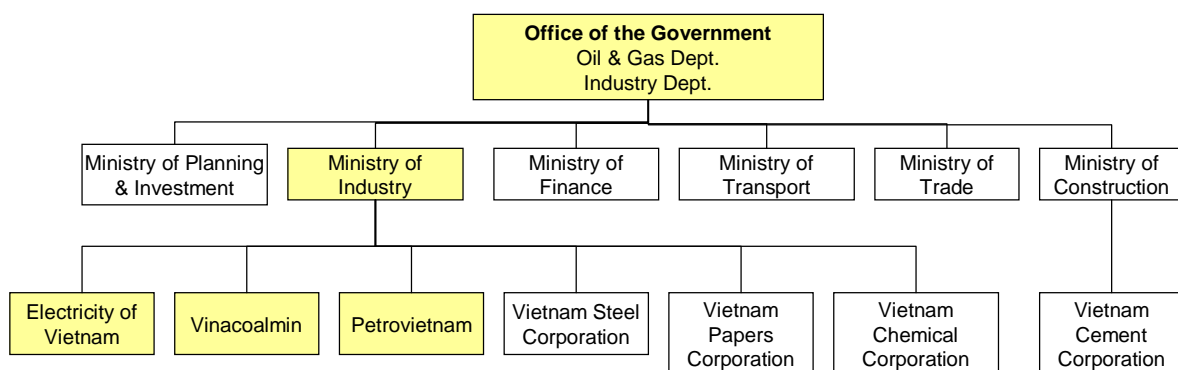 Office of the Government
Oil & Gas Dept.
Industry Dept.
Ministry of Planning
& Investment
Ministry of
Industry
Ministry of
Finance
Ministry of
Transport
Ministry of
Trade
Ministry of
Construction
Electricity of
Vietnam
Vinacoalmin
Petrovietnam
Vietnam Steel
Corporation
Vietnam
Papers
Corporation
Vietnam
Chemical
Corporation
Vietnam
Cement
Corporation